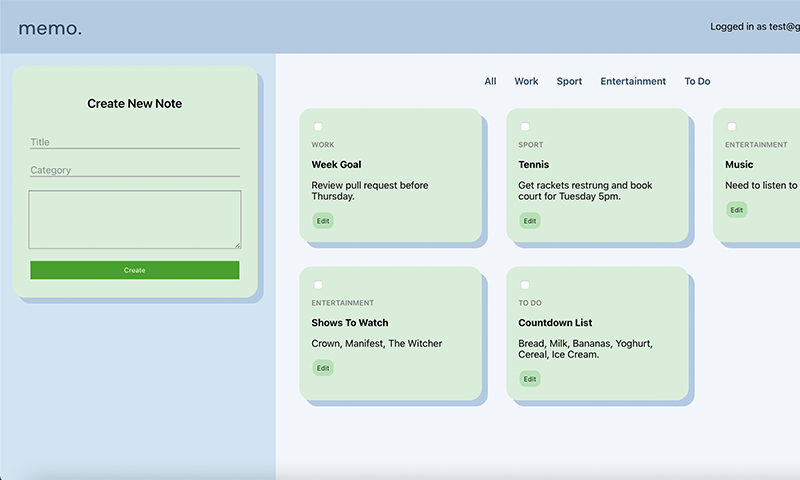 memo.
Logged in as test@g
Create New Note
Title
Category
Create
All Work Sport Entertainment To Do
WORK
Week Goal
Review pull request before
Thursday.
Edit
SPORT
Tennis
Get rackets restrung and book
court for Tuesday 5pm.
Edit
ENTERTAINMENT
Music
Need to listen to
Edit
ENTERTAINMENT
Shows To Watch
Crown, Manifest, The Witcher
Edit
TO DO
Countdown List
Bread, Milk, Bananas, Yoghurt,
Cereal, Ice Cream.
Edit